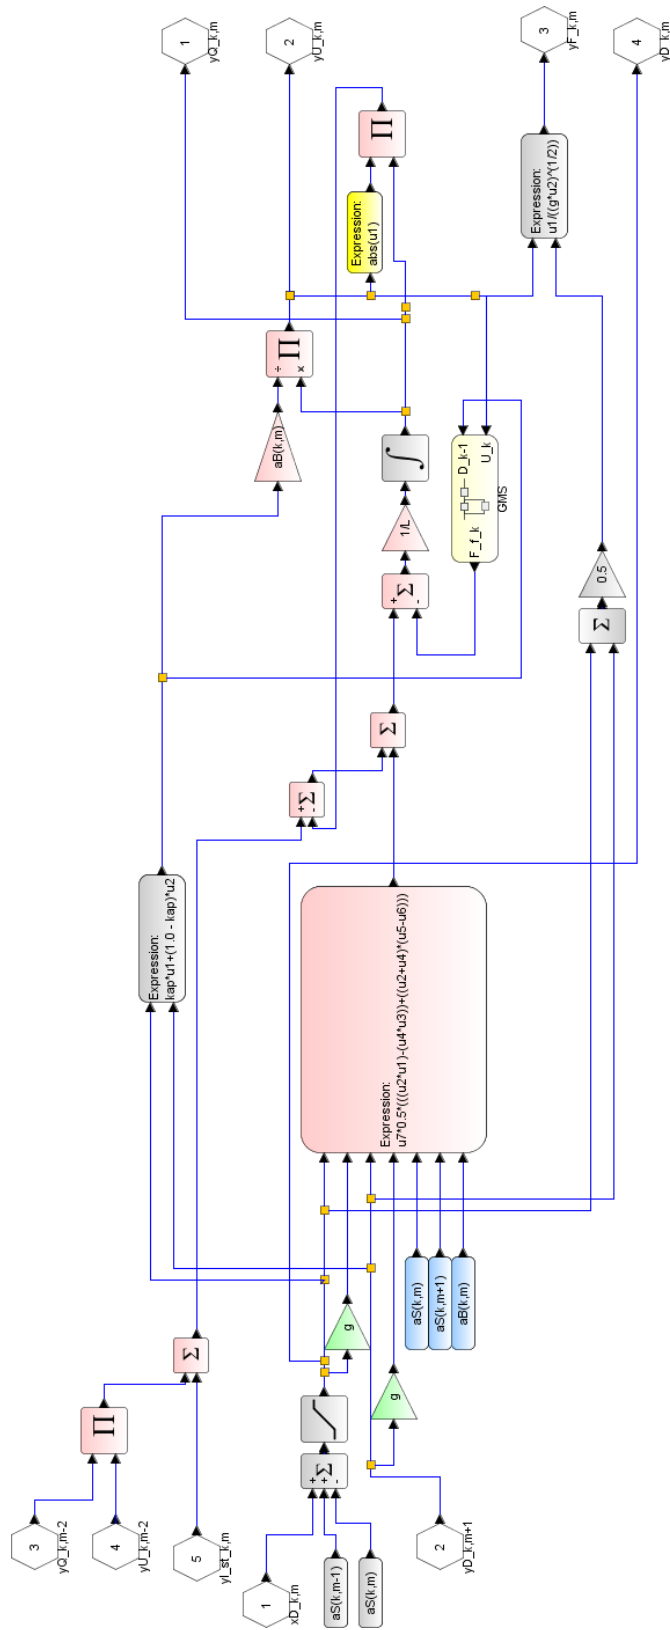 1
yQ_k,m
2
yU_k,m
3
yF_k,m
4
yD_k,m
Π
Expression:
abs(u1)
Expression:
u1/((g*u2)^(1/2))
÷
Π
×
aB(k,m)
∫
1/L
D_k-1
U_k
F_f_k
GMS
+
Σ
-
0.5
Σ
Σ
+
Σ
-
Expression:
kap*u1+(1.0 - kap)*u2
Expression:
u7*0.5*(((u2*u1)-(u4*u3))+((u2+u4)*(u5-u6)))
aS(k,m)
aS(k,m+1)
aB(k,m)
g
g
Σ
Π
+
+
Σ
-
3
yQ_k,m-2
4
yU_k,m-2
5
yI_st_k,m
1
xD_k,m
aS(k,m-1)
aS(k,m)
2
yD_k,m+1